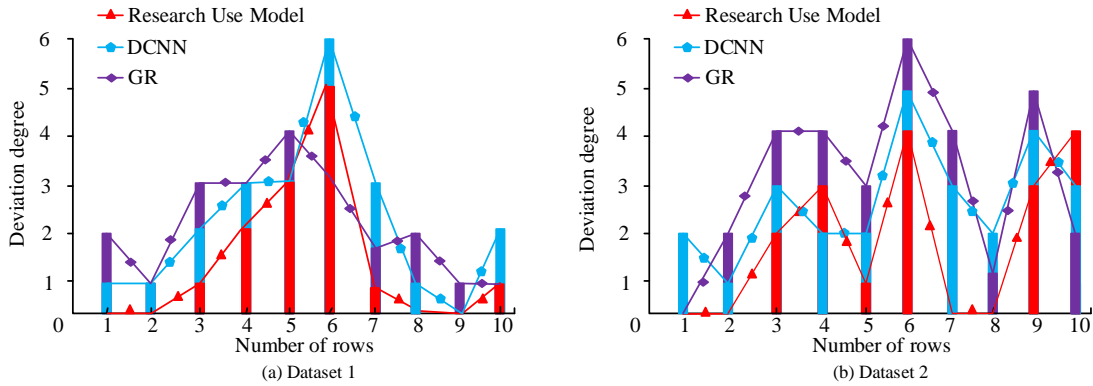 Research Use Model
DCNN
GR
Deviation degree
6
5
4
3
2
1
0
1 2 3 4 5 6 7 8 9 10
Number of rows
(a) Dataset 1
Research Use Model
DCNN
GR
Deviation degree
6
5
4
3
2
1
0
1 2 3 4 5 6 7 8 9 10
Number of rows
(b) Dataset 2